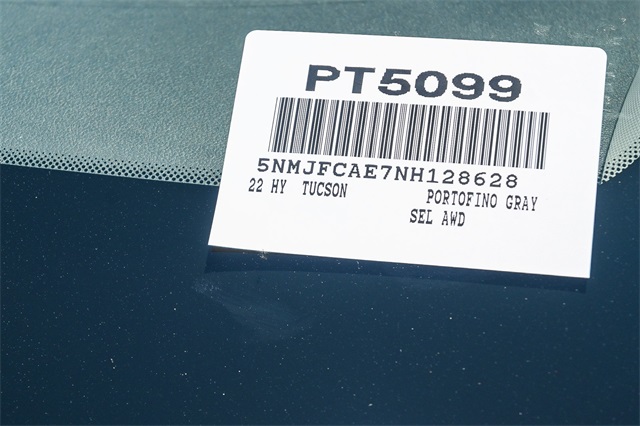 PT5099
5NMJFCAE7NH128628
22 HY TUCSON PORTOFINO GRAY
SEL AWD